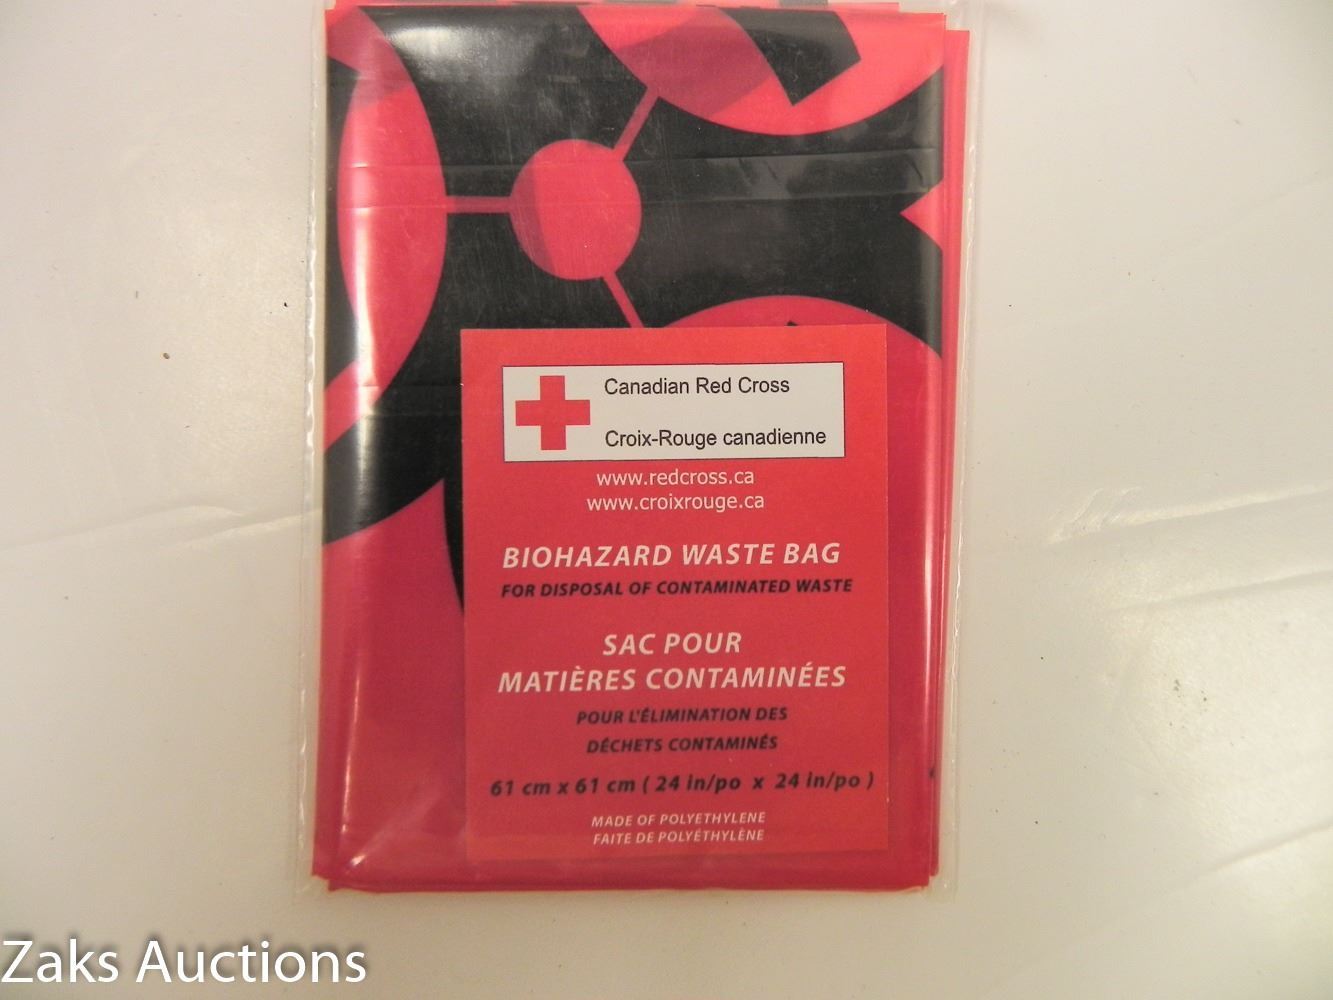 Canadian Red Cross
Croix-Rouge canadienne
www.redcross.ca
www.croixrouge.ca
BIOHAZARD WASTE BAG
FOR DISPOSAL OF CONTAMINATED WASTE
SAC POUR
MATIÈRES CONTAMINÉES
POUR L'ÉLIMINATION DES
DÉCHETS CONTAMINÉS
61 cm x 61 cm ( 24 in/po x 24 in/po )
MADE OF POLYETHYLENE
FAITE DE POLYÉTHYLÈNE
Zaks Auctions